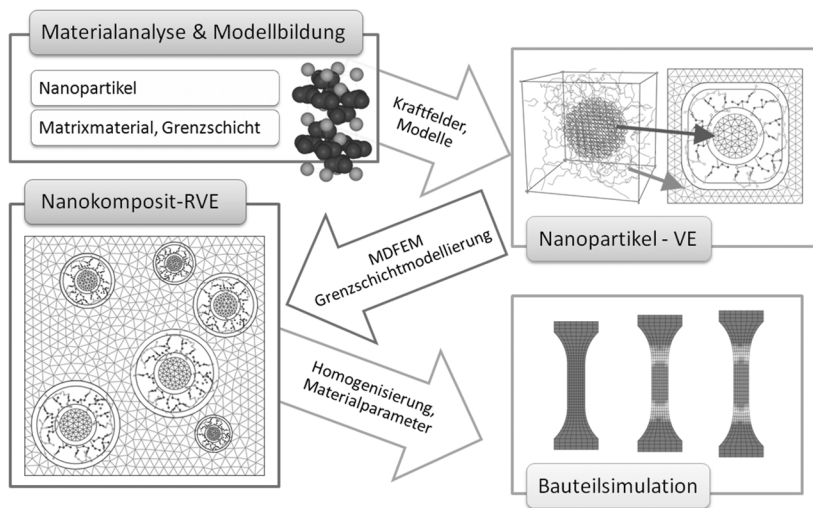 Materialanalyse & Modellbildung
Nanopartikel
Matrixmaterial, Grenzschicht
Kraftfelder,
Modelle
Nanopartikel - VE
MDFEM
Grenzschichtmodellierung
Nanokomposit-RVE
Homogenisierung,
Materialparameter
Bauteilsimulation